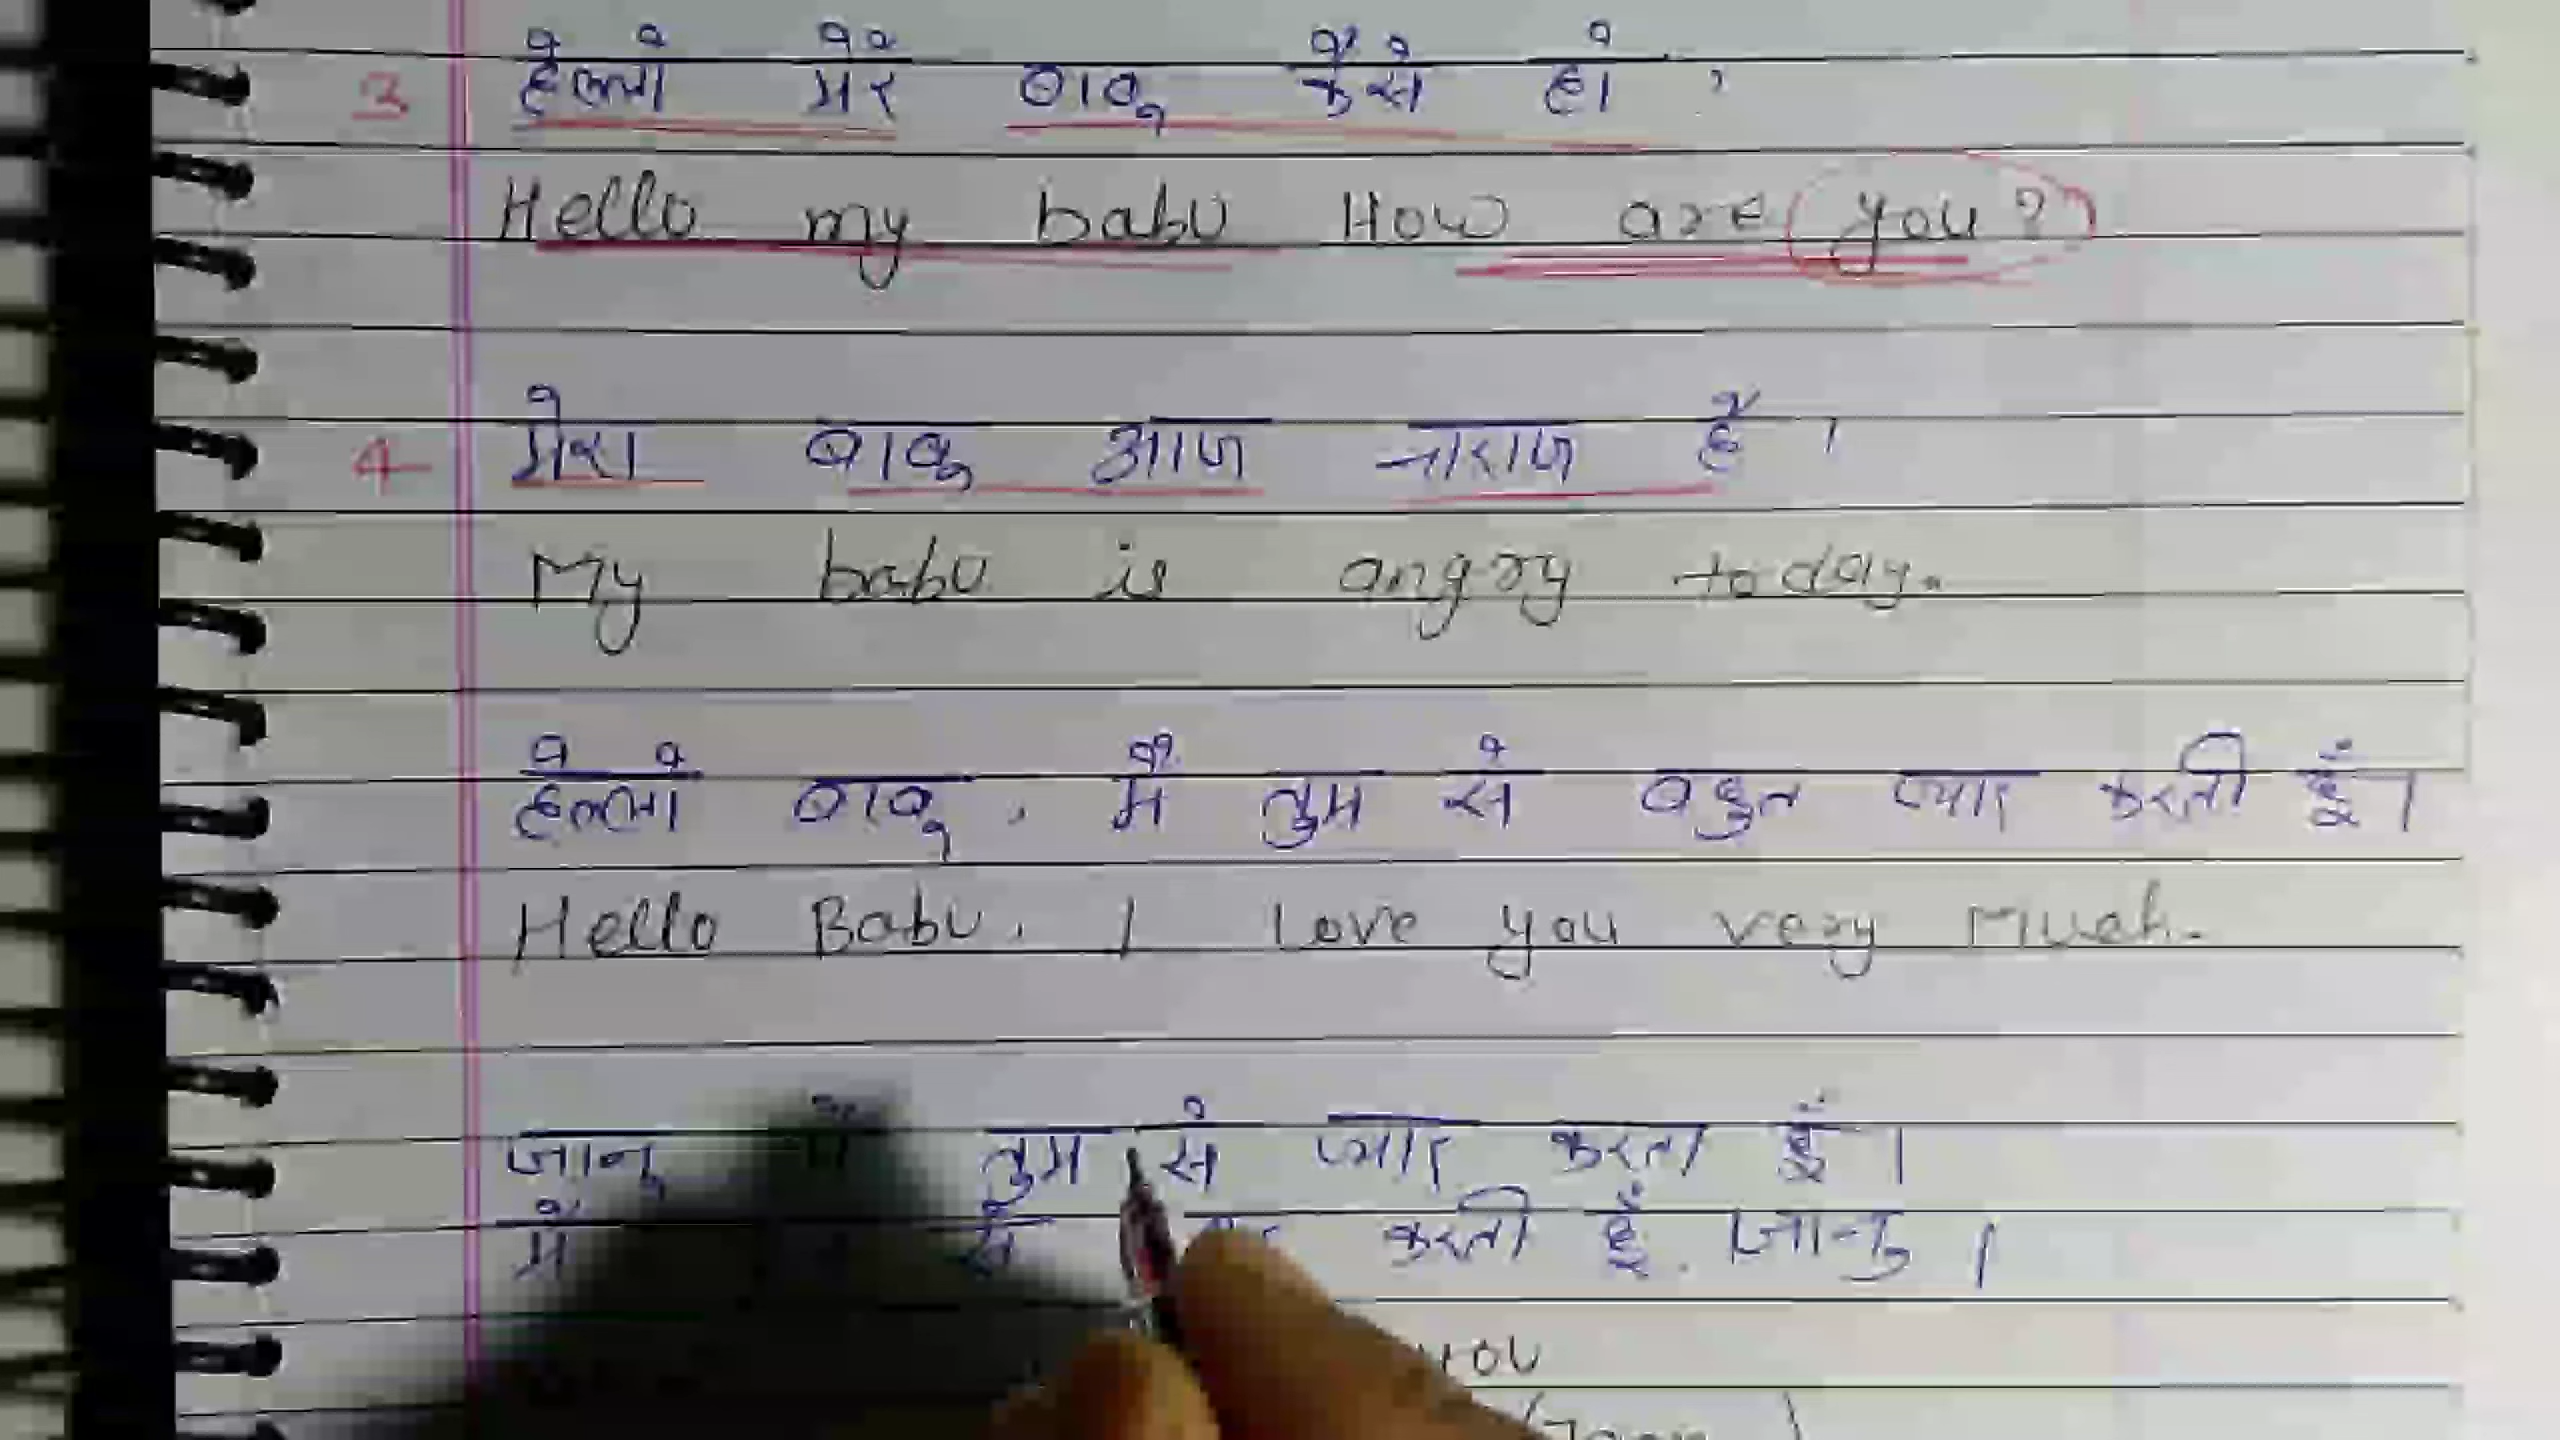 3 हेल्लो मेरे बाबू कैसे हो,
Hello my babu How are you?
4 मेरा बाबू आज नाराज है।
My babu is angry today.
हेल्लो बाबू, मैं तुम से बहुत प्यार करती हूँ।
Hello Babu, I Love you very Much.
जानू तुम से प्यार करता हूँ।
मैं से करती हूँ. जानू।
you